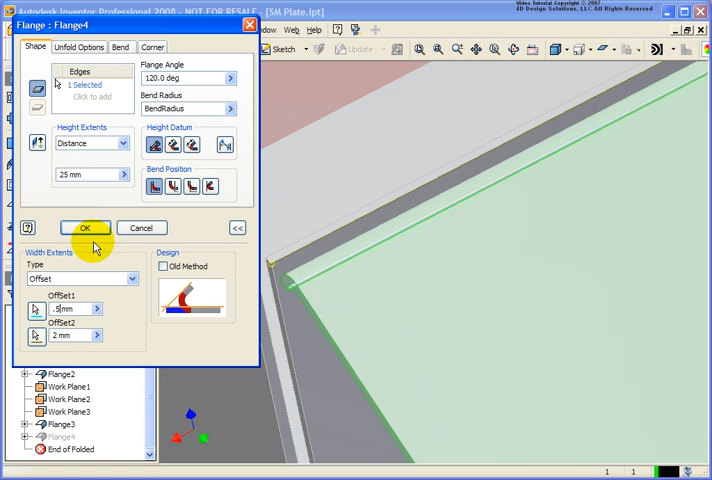 Autodesk Inventor Professional 2008 - NOT FOR RESALE - [SM Plate.ipt]
Video Tutorial Copyright ©2007
4D Design Solutions, LLC All Rights Reserved
Flange : Flange4
Web
Help
Sketch
Update
Shape
Unfold Options
Bend
Corner
Edges
1 Selected
Click to add
Flange Angle
120.0 deg
Bend Radius
BendRadius
Height Extents
Distance
25 mm
Height Datum
Bend Position
OK
Cancel
<<
Width Extents
Type
Offset
OffSet1
.5mm
OffSet2
2 mm
Design
Old Method
Flange2
Work Plane1
Work Plane2
Work Plane3
Flange3
Flange4
End of Folded
1
1